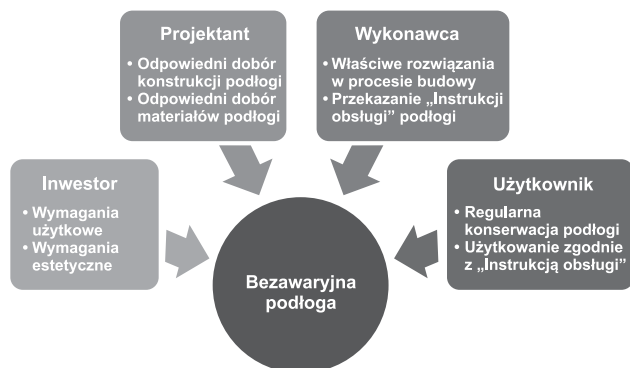 Projektant
• Odpowiedni dobór
konstrukcji podłogi
• Odpowiedni dobór
materiałów podłogi
Wykonawca
• Właściwe rozwiązania
w procesie budowy
• Przekazanie „Instrukcji
obsługi” podłogi
Inwestor
• Wymagania
użytkowe
• Wymagania
estetyczne
Użytkownik
• Regularna
konserwacja podłogi
• Użytkowanie zgodnie
z „Instrukcją obsługi”
Bezawaryjna
podłoga